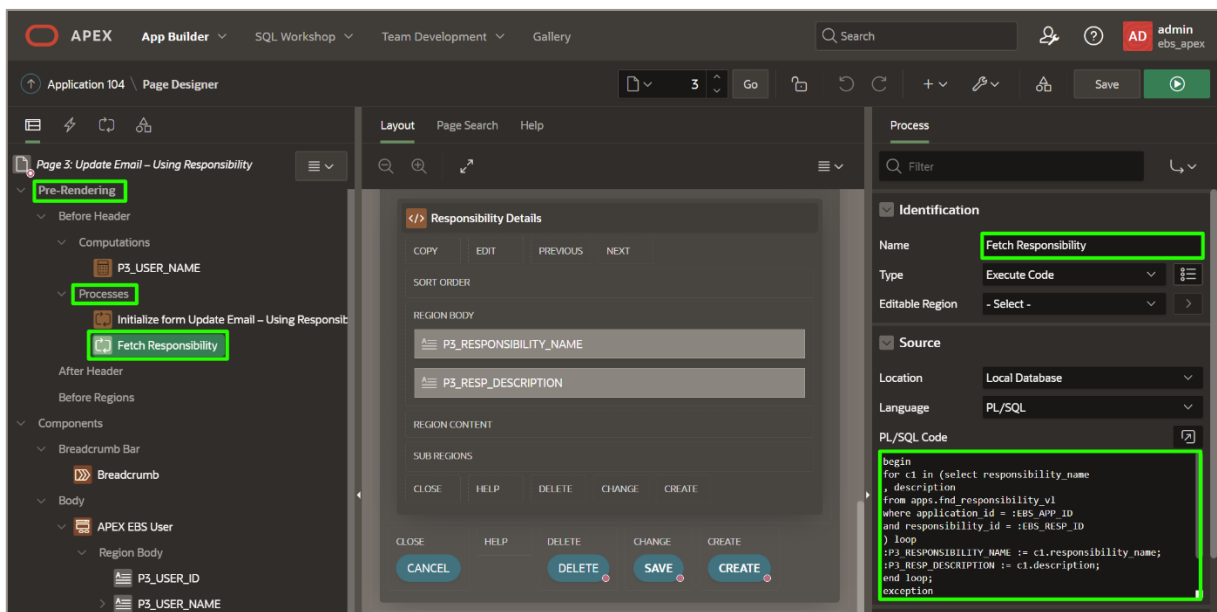 APEX App Builder SQL Workshop Team Development Gallery Search AD admin
ebs_apex
Application 104 \ Page Designer 3 Go Save
Layout Page Search Help
Page 3: Update Email – Using Responsibility
Pre-Rendering
Before Header
Computations
P3_USER_NAME
Processes
Initialize form Update Email – Using Responsib
Fetch Responsibility
After Header
Before Regions
Components
Breadcrumb Bar
Breadcrumb
Body
APEX EBS User
Region Body
P3_USER_ID
P3_USER_NAME
Responsibility Details
COPY EDIT PREVIOUS NEXT
SORT ORDER
REGION BODY
P3_RESPONSIBILITY_NAME
P3_RESP_DESCRIPTION
REGION CONTENT
SUB REGIONS
CLOSE HELP DELETE CHANGE CREATE
CLOSE HELP DELETE CHANGE CREATE
CANCEL DELETE SAVE CREATE
Process
Filter
Identification
Name Fetch Responsibility
Type Execute Code
Editable Region - Select -
Source
Location Local Database
Language PL/SQL
PL/SQL Code
begin
for c1 in (select responsibility_name
, description
from apps.fnd_responsibility_vl
where application_id = :EBS_APP_ID
and responsibility_id = :EBS_RESP_ID
) loop
:P3_RESPONSIBILITY_NAME := c1.responsibility_name;
:P3_RESP_DESCRIPTION := c1.description;
end loop;
exception